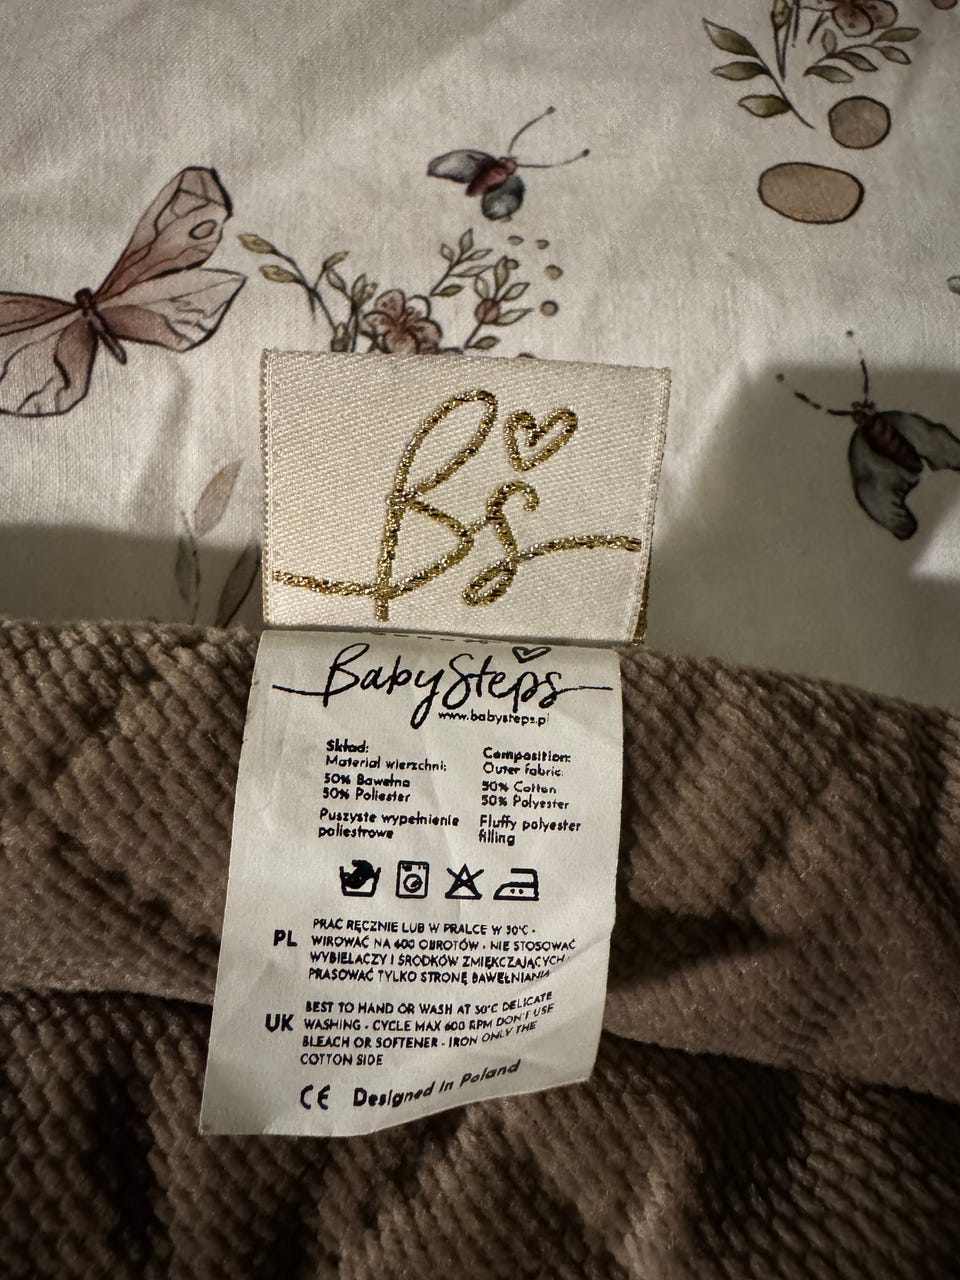 Bs
BabySteps
www.babysteps.pl
Skład:
Materiał wierzchni:
50% Bawełna
50% Poliester
Puszyste wypełnienie
poliestrowe
Composition:
Outer fabric:
50% Cotton
50% Polyester
Fluffy polyester
filling
PL
PRAĆ RĘCZNIE LUB W PRALCE W 30°C -
WIROWAĆ NA 600 OBROTÓW - NIE STOSOWAĆ
WYBIELACZY I ŚRODKÓW ZMIĘKCZAJĄCYCH -
PRASOWAĆ TYLKO STRONĘ BAWEŁNIANĄ
UK
BEST TO HAND OR WASH AT 30°C DELICATE
WASHING - CYCLE MAX 600 RPM DON'T USE
BLEACH OR SOFTENER - IRON ONLY THE
COTTON SIDE
CE Designed in Poland